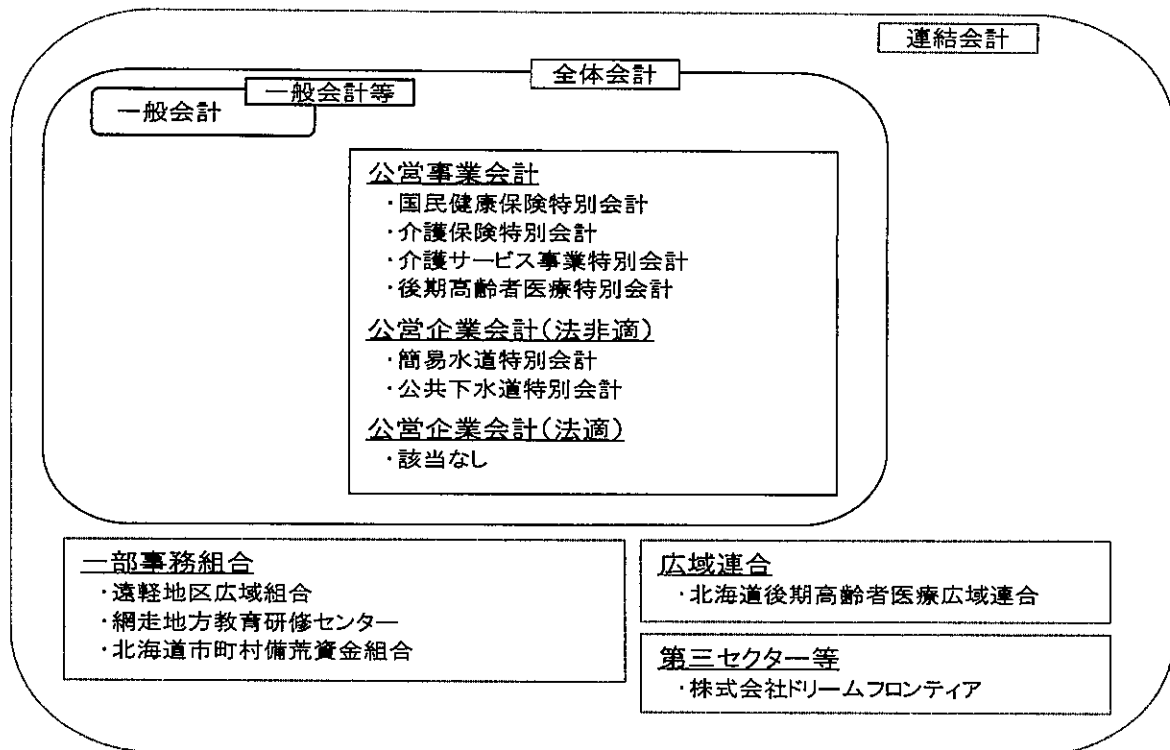 連結会計
全体会計
一般会計等
一般会計
公営事業会計
・国民健康保険特別会計
・介護保険特別会計
・介護サービス事業特別会計
・後期高齢者医療特別会計
公営企業会計(法非適)
・簡易水道特別会計
・公共下水道特別会計
公営企業会計(法適)
・該当なし
一部事務組合
・遠軽地区広域組合
・網走地方教育研修センター
・北海道市町村備荒資金組合
広域連合
・北海道後期高齢者医療広域連合
第三セクター等
・株式会社ドリームフロンティア